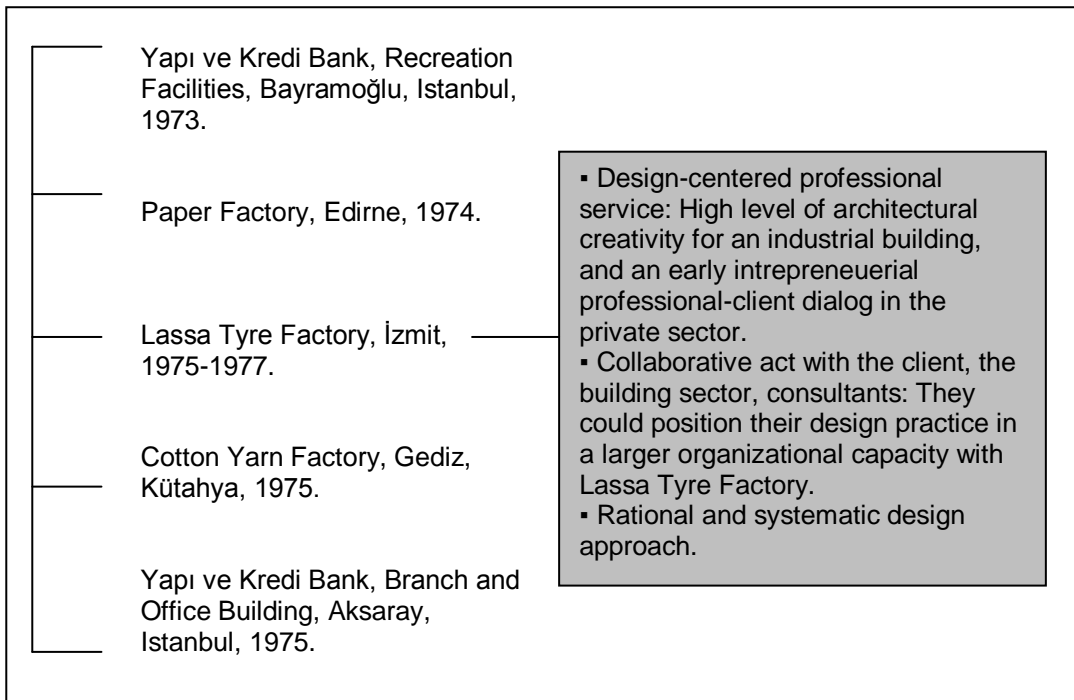 Yapı ve Kredi Bank, Recreation
Facilities, Bayramoğlu, Istanbul,
1973.
Paper Factory, Edirne, 1974.
Lassa Tyre Factory, İzmit,
1975-1977.
Cotton Yarn Factory, Gediz,
Kütahya, 1975.
Yapı ve Kredi Bank, Branch and
Office Building, Aksaray,
Istanbul, 1975.
▪ Design-centered professional
service: High level of architectural
creativity for an industrial building,
and an early intrepreneuerial
professional-client dialog in the
private sector.
▪ Collaborative act with the client, the
building sector, consultants: They
could position their design practice in
a larger organizational capacity with
Lassa Tyre Factory.
▪ Rational and systematic design
approach.